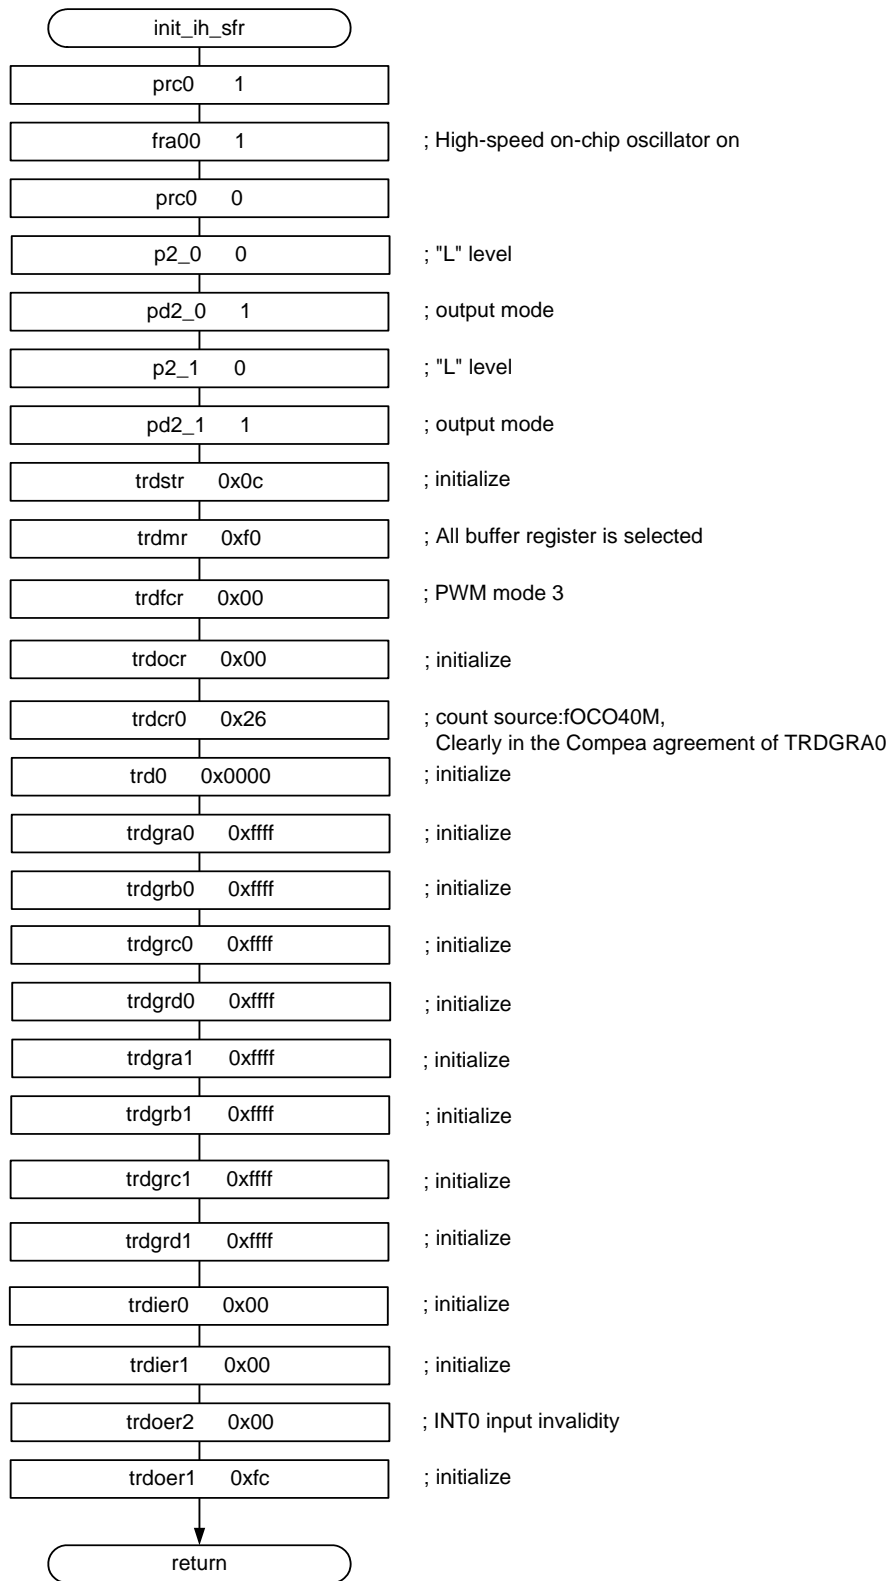 init_ih_sfr
prc0 1
fra00 1 ; High-speed on-chip oscillator on
prc0 0
p2_0 0 ; "L" level
pd2_0 1 ; output mode
p2_1 0 ; "L" level
pd2_1 1 ; output mode
trdstr 0x0c ; initialize
trdmr 0xf0 ; All buffer register is selected
trdfcr 0x00 ; PWM mode 3
trdocr 0x00 ; initialize
trdcr0 0x26 ; count source:fOCO40M,
Clearly in the Compea agreement of TRDGRA0
trd0 0x0000 ; initialize
trdgra0 0xffff ; initialize
trdgrb0 0xffff ; initialize
trdgrc0 0xffff ; initialize
trdgrd0 0xffff ; initialize
trdgra1 0xffff ; initialize
trdgrb1 0xffff ; initialize
trdgrc1 0xffff ; initialize
trdgrd1 0xffff ; initialize
trdier0 0x00 ; initialize
trdier1 0x00 ; initialize
trdoer2 0x00 ; INT0 input invalidity
trdoer1 0xfc ; initialize
return